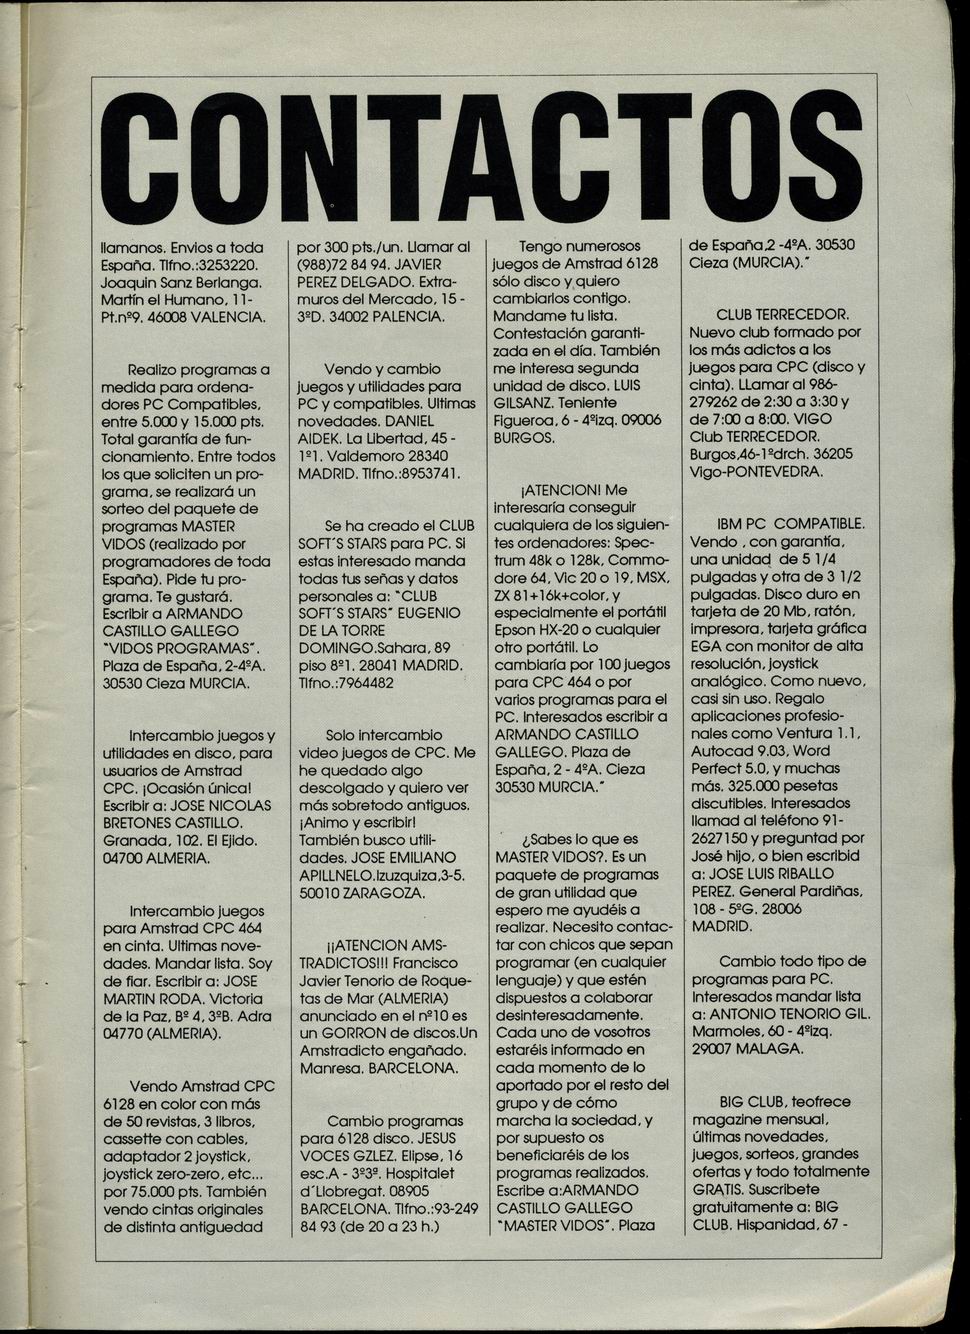 CONTACTOS
llamanos. Envios a toda
España. Tlfno.:3253220.
Joaquin Sanz Berlanga.
Martín el Humano, 11-
Pt.nº9. 46008 VALENCIA.
Realizo programas a
medida para ordena-
dores PC Compatibles,
entre 5.000 y 15.000 pts.
Total garantía de fun-
cionamiento. Entre todos
los que soliciten un pro-
grama, se realizará un
sorteo del paquete de
programas MASTER
VIDOS (realizado por
programadores de toda
España). Pide tu pro-
grama. Te gustará.
Escribir a ARMANDO
CASTILLO GALLEGO
"VIDOS PROGRAMAS".
Plaza de España, 2-4ºA.
30530 Cieza MURCIA.
Intercambio juegos y
utilidades en disco, para
usuarios de Amstrad
CPC. ¡Ocasión única!
Escribir a: JOSE NICOLAS
BRETONES CASTILLO.
Granada, 102. El Ejido.
04700 ALMERIA.
Intercambio juegos
para Amstrad CPC 464
en cinta. Ultimas nove-
dades. Mandar lista. Soy
de fiar. Escribir a: JOSE
MARTIN RODA. Victoria
de la Paz, Bº 4, 3ºB. Adra
04770 (ALMERIA).
Vendo Amstrad CPC
6128 en color con más
de 50 revistas, 3 libros,
cassette con cables,
adaptador 2 joystick,
joystick zero-zero, etc...
por 75.000 pts. También
vendo cintas originales
de distinta antiguedad
por 300 pts./un. Llamar al
(988)72 84 94. JAVIER
PEREZ DELGADO. Extra-
muros del Mercado, 15 -
3ºD. 34002 PALENCIA.
Vendo y cambio
juegos y utilidades para
PC y compatibles. Ultimas
novedades. DANIEL
AIDEK. La Libertad, 45 -
1º1. Valdemoro 28340
MADRID. Tlfno.:8953741.
Se ha creado el CLUB
SOFT´S STARS para PC. Si
estas interesado manda
todas tus señas y datos
personales a: "CLUB
SOFT´S STARS" EUGENIO
DE LA TORRE
DOMINGO.Sahara, 89
piso 8º1. 28041 MADRID.
Tlfno.:7964482
Solo intercambio
video juegos de CPC. Me
he quedado algo
descolgado y quiero ver
más sobretodo antiguos.
¡Animo y escribir!
También busco utili-
dades. JOSE EMILIANO
APILLNELO.Izuzquiza,3-5.
50010 ZARAGOZA.
¡¡ATENCION AMS-
TRADICTOS!!! Francisco
Javier Tenorio de Roque-
tas de Mar (ALMERIA)
anunciado en el nº10 es
un GORRON de discos.Un
Amstradicto engañado.
Manresa. BARCELONA.
Cambio programas
para 6128 disco. JESUS
VOCES GZLEZ. Elipse, 16
esc.A - 3º3ª. Hospitalet
d´Llobregat. 08905
BARCELONA. Tlfno.:93-249
84 93 (de 20 a 23 h.)
Tengo numerosos
juegos de Amstrad 6128
sólo disco y quiero
cambiarlos contigo.
Mandame tu lista.
Contestación garanti-
zada en el día. También
me interesa segunda
unidad de disco. LUIS
GILSANZ. Teniente
Figueroa, 6 - 4ºizq. 09006
BURGOS.
¡ATENCION! Me
interesaría conseguir
cualquiera de los siguien-
tes ordenadores: Spec-
trum 48k o 128k, Commo-
dore 64, Vic 20 o 19, MSX,
ZX 81+16k+color, y
especialmente el portátil
Epson HX-20 o cualquier
otro portátil. Lo
cambiaría por 100 juegos
para CPC 464 o por
varios programas para el
PC. Interesados escribir a
ARMANDO CASTILLO
GALLEGO. Plaza de
España, 2 - 4ºA. Cieza
30530 MURCIA."
¿Sabes lo que es
MASTER VIDOS?. Es un
paquete de programas
de gran utilidad que
espero me ayudéis a
realizar. Necesito contac-
tar con chicos que sepan
programar (en cualquier
lenguaje) y que estén
dispuestos a colaborar
desinteresadamente.
Cada uno de vosotros
estaréis informado en
cada momento de lo
aportado por el resto del
grupo y de cómo
marcha la sociedad, y
por supuesto os
beneficiaréis de los
programas realizados.
Escribe a:ARMANDO
CASTILLO GALLEGO
"MASTER VIDOS". Plaza
de España,2 -4ºA. 30530
Cieza (MURCIA)."
CLUB TERRECEDOR.
Nuevo club formado por
los más adictos a los
juegos para CPC (disco y
cinta). LLamar al 986-
279262 de 2:30 a 3:30 y
de 7:00 a 8:00. VIGO
Club TERRECEDOR.
Burgos,46-1ºdrch. 36205
Vigo-PONTEVEDRA.
IBM PC COMPATIBLE.
Vendo , con garantía,
una unidad de 5 1/4
pulgadas y otra de 3 1/2
pulgadas. Disco duro en
tarjeta de 20 Mb, ratón,
impresora, tarjeta gráfica
EGA con monitor de alta
resolución, joystick
analógico. Como nuevo,
casi sin uso. Regalo
aplicaciones profesio-
nales como Ventura 1.1,
Autocad 9.03, Word
Perfect 5.0, y muchas
más. 325.000 pesetas
discutibles. Interesados
llamad al teléfono 91-
2627150 y preguntad por
José hijo, o bien escribid
a: JOSE LUIS RIBALLO
PEREZ. General Pardiñas,
108 - 5ºG. 28006
MADRID.
Cambio todo tipo de
programas para PC.
Interesados mandar lista
a: ANTONIO TENORIO GIL.
Marmoles, 60 - 4ºizq.
29007 MALAGA.
BIG CLUB, teofrece
magazine mensual,
últimas novedades,
juegos, sorteos, grandes
ofertas y todo totalmente
GRATIS. Suscribete
gratuitamente a: BIG
CLUB. Hispanidad, 67 -